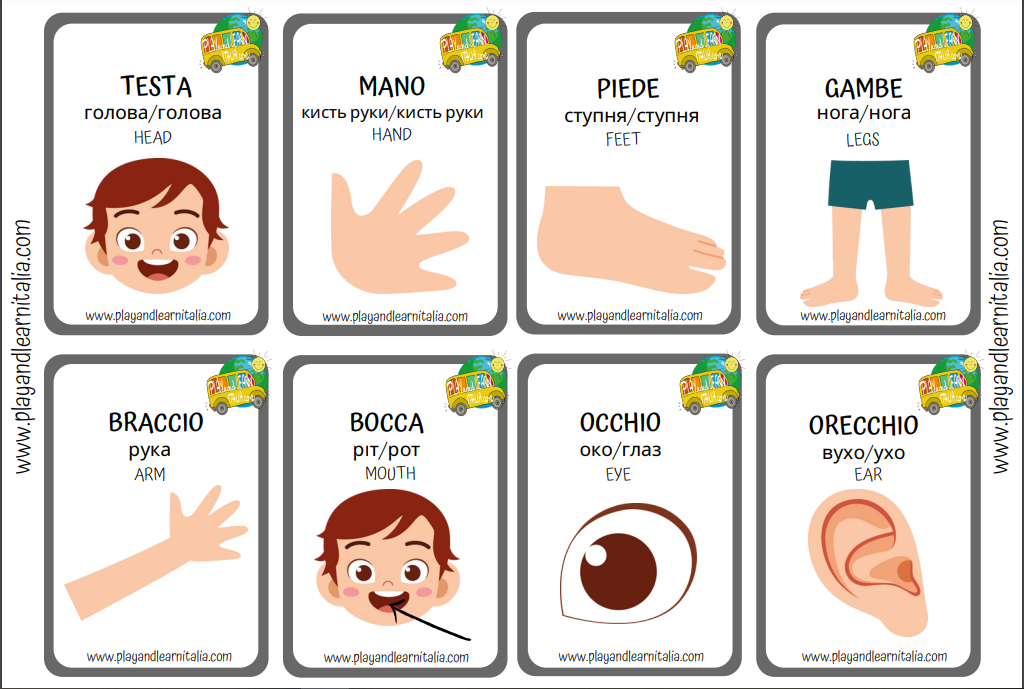 TESTA
голова/голова
HEAD
www.playandlearnitalia.com
MANO
кисть руки/кисть руки
HAND
www.playandlearnitalia.com
PIEDE
ступня/ступня
FEET
www.playandlearnitalia.com
GAMBE
нога/нога
LEGS
www.playandlearnitalia.com
BRACCIO
рука
ARM
www.playandlearnitalia.com
BOCCA
ріт/рот
MOUTH
www.playandlearnitalia.com
OCCHIO
око/глаз
EYE
www.playandlearnitalia.com
ORECCHIO
вухо/ухо
EAR
www.playandlearnitalia.com
www.playandlearnitalia.com
www.playandlearnitalia.com